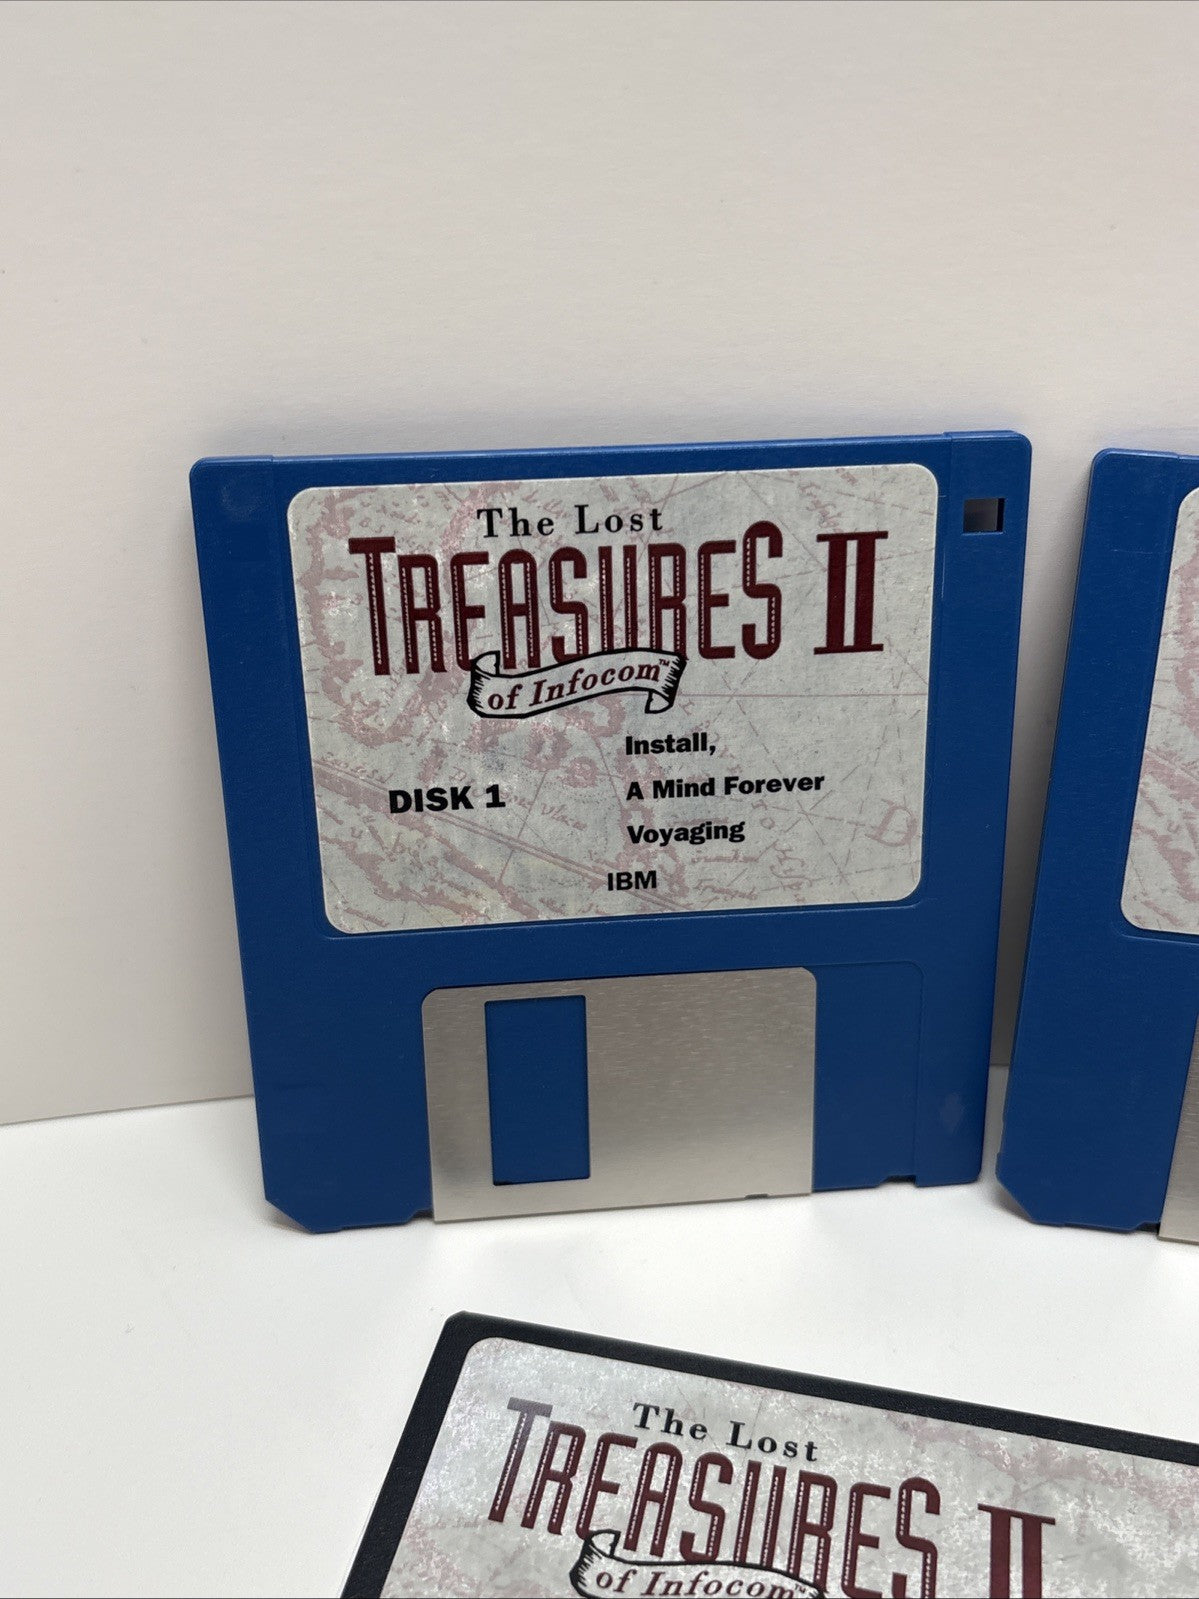 The Lost
TREASURES II
of Infocom™
Install,
A Mind Forever
DISK 1
Voyaging
IBM
The Lost
TREASURES II
of Infocom™